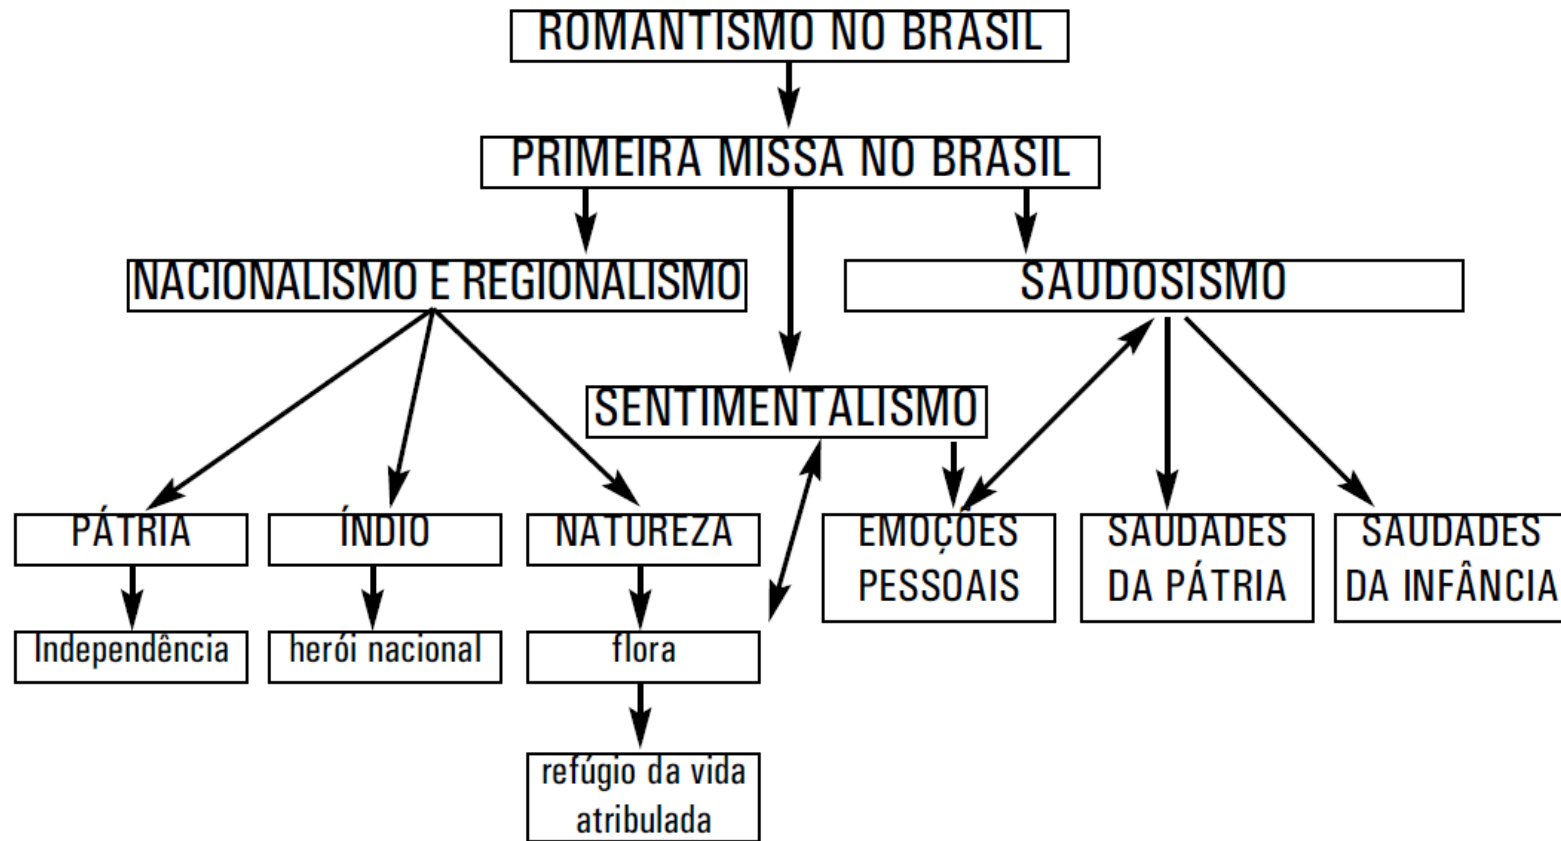 ROMANTISMO NO BRASIL
PRIMEIRA MISSA NO BRASIL
NACIONALISMO E REGIONALISMO
SAUDOSISMO
SENTIMENTALISMO
PÁTRIA
ÍNDIO
NATUREZA
EMOÇÕES
PESSOAIS
SAUDADES
DA PÁTRIA
SAUDADES
DA INFÂNCIA
Independência
herói nacional
flora
refúgio da vida
atribulada